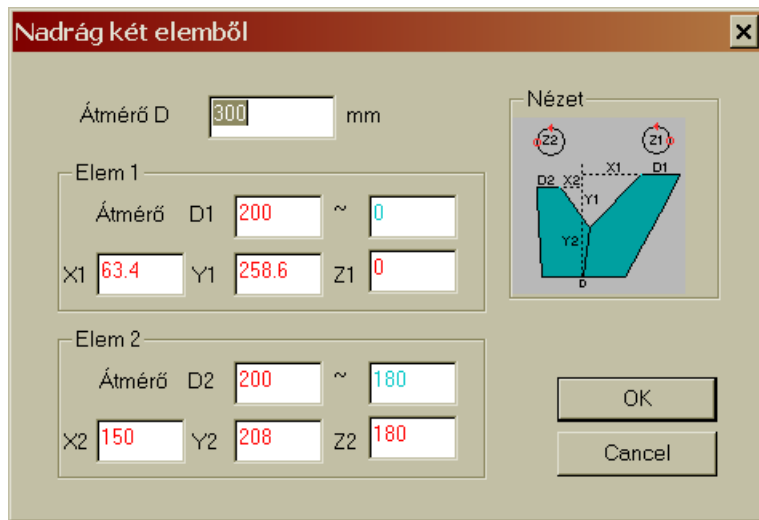 Nadrág két elemből
Átmérő D 300 mm
Elem 1
Átmérő D1 200 ~ 0
X1 63.4 Y1 258.6 Z1 0
Elem 2
Átmérő D2 200 ~ 180
X2 150 Y2 208 Z2 180
Nézet
Z2 Z1
X1 D1
D2 X2
Y1
Y2
D
OK
Cancel